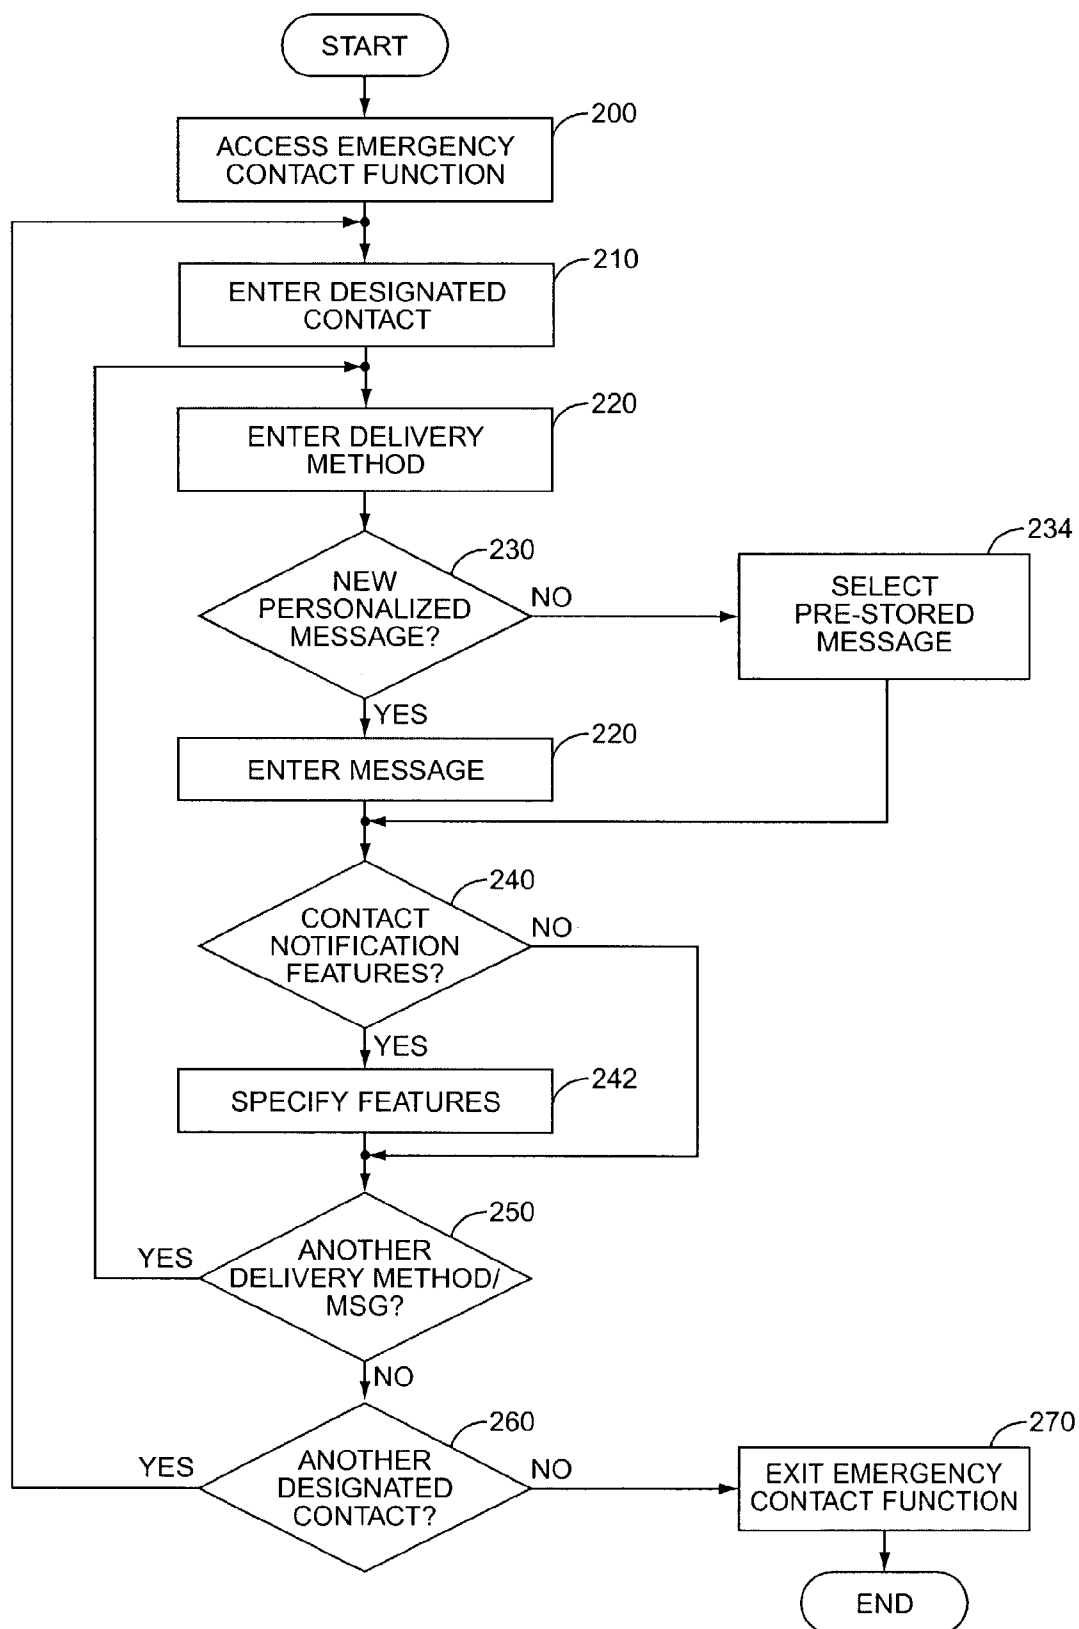 START
200
ACCESS EMERGENCY
CONTACT FUNCTION
210
ENTER DESIGNATED
CONTACT
220
ENTER DELIVERY
METHOD
230
NEW
PERSONALIZED
MESSAGE?
NO
234
SELECT
PRE-STORED
MESSAGE
YES
220
ENTER MESSAGE
240
CONTACT
NOTIFICATION
FEATURES?
NO
YES
242
SPECIFY FEATURES
250
YES
ANOTHER
DELIVERY METHOD/
MSG?
NO
260
YES
ANOTHER
DESIGNATED
CONTACT?
NO
270
EXIT EMERGENCY
CONTACT FUNCTION
END